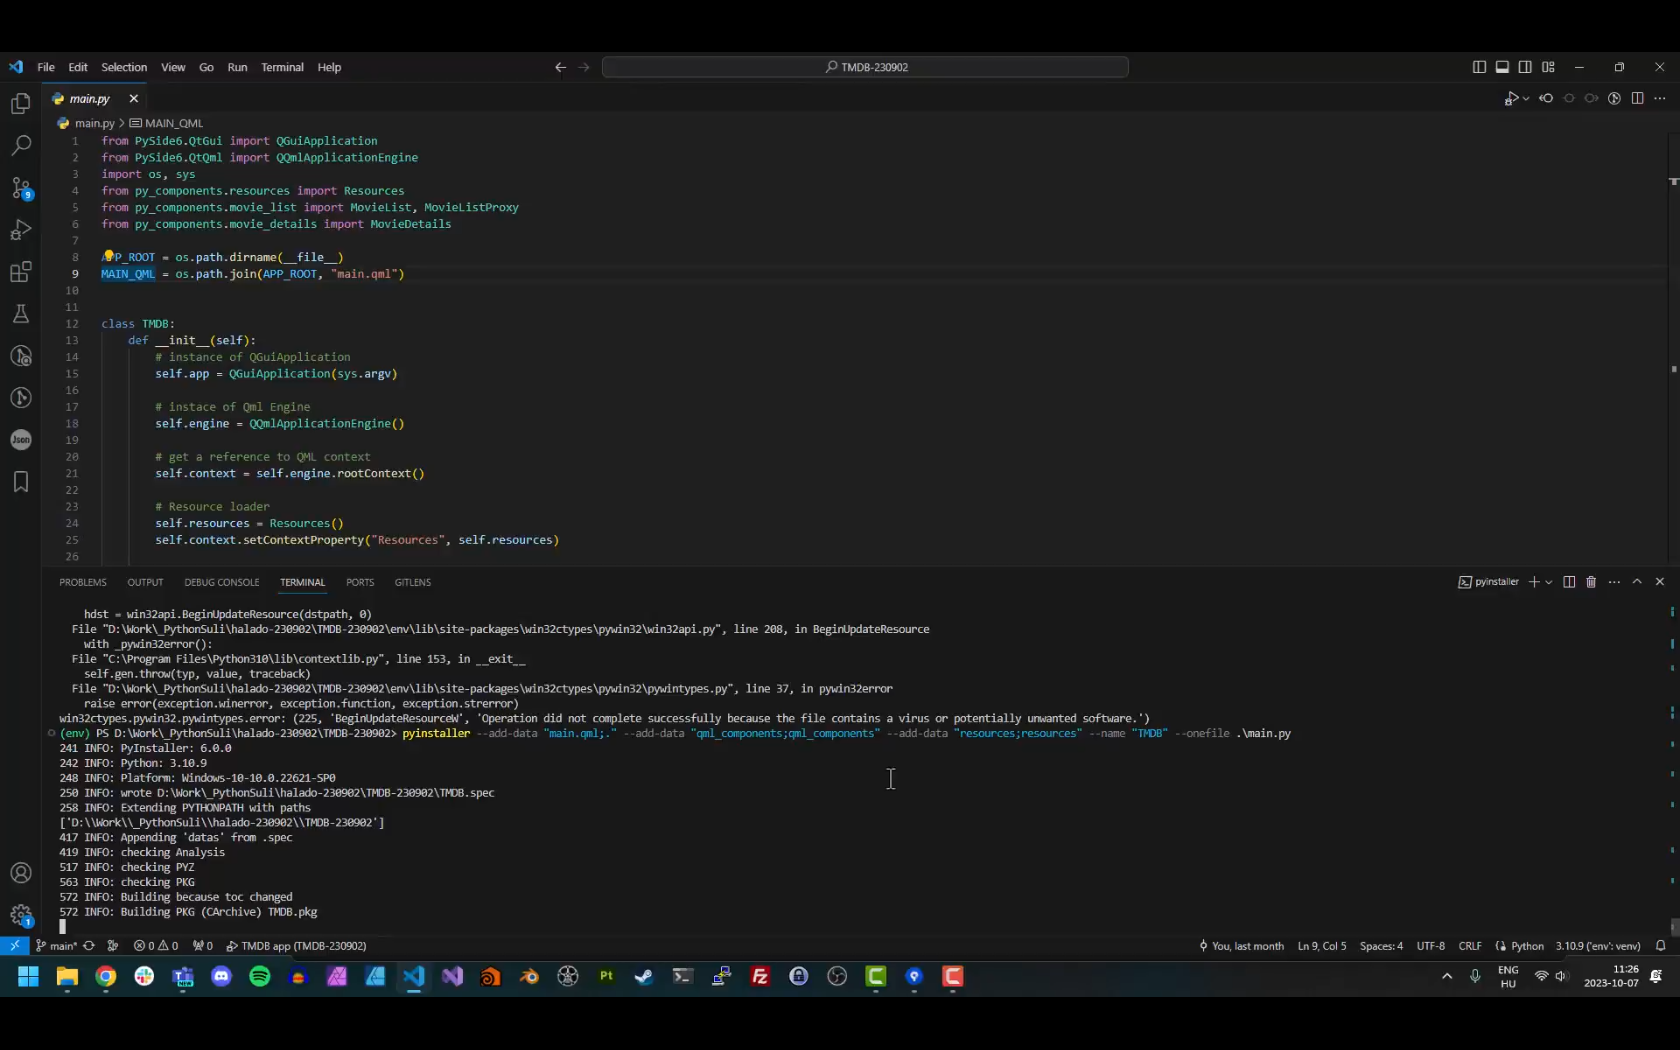 File Edit Selection View Go Run Terminal Help
TMDB-230902
main.py
main.py > MAIN_QML
1 from PySide6.QtGui import QGuiApplication
2 from PySide6.QtQml import QQmlApplicationEngine
3 import os, sys
4 from py_components.resources import Resources
5 from py_components.movie_list import MovieList, MovieListProxy
6 from py_components.movie_details import MovieDetails
7
8 APP_ROOT = os.path.dirname(__file__)
9 MAIN_QML = os.path.join(APP_ROOT, "main.qml")
10
11
12 class TMDB:
13 def __init__(self):
14 # instance of QGuiApplication
15 self.app = QGuiApplication(sys.argv)
16
17 # instace of Qml Engine
18 self.engine = QQmlApplicationEngine()
19
20 # get a reference to QML context
21 self.context = self.engine.rootContext()
22
23 # Resource loader
24 self.resources = Resources()
25 self.context.setContextProperty("Resources", self.resources)
26
9
Json
1
PROBLEMS OUTPUT DEBUG CONSOLE TERMINAL PORTS GITLENS
pyinstaller
hdst = win32api.BeginUpdateResource(dstpath, 0)
File "D:\Work\_PythonSuli\halado-230902\TMDB-230902\env\lib\site-packages\win32ctypes\pywin32\win32api.py", line 208, in BeginUpdateResource
with _pywin32error():
File "C:\Program Files\Python310\lib\contextlib.py", line 153, in __exit__
self.gen.throw(typ, value, traceback)
File "D:\Work\_PythonSuli\halado-230902\TMDB-230902\env\lib\site-packages\win32ctypes\pywin32\pywintypes.py", line 37, in pywin32error
raise error(exception.winerror, exception.function, exception.strerror)
win32ctypes.pywin32.pywintypes.error: (225, 'BeginUpdateResourceW', 'Operation did not complete successfully because the file contains a virus or potentially unwanted software.')
(env) PS D:\Work\_PythonSuli\halado-230902\TMDB-230902> pyinstaller --add-data "main.qml;." --add-data "qml_components;qml_components" --add-data "resources;resources" --name "TMDB" --onefile .\main.py
241 INFO: PyInstaller: 6.0.0
242 INFO: Python: 3.10.9
248 INFO: Platform: Windows-10-10.0.22621-SP0
250 INFO: wrote D:\Work\_PythonSuli\halado-230902\TMDB-230902\TMDB.spec
258 INFO: Extending PYTHONPATH with paths
['D:\\Work\\_PythonSuli\\halado-230902\\TMDB-230902']
417 INFO: Appending 'datas' from .spec
419 INFO: checking Analysis
517 INFO: checking PYZ
563 INFO: checking PKG
572 INFO: Building because toc changed
572 INFO: Building PKG (CArchive) TMDB.pkg
main* 0 0 0 TMDB app (TMDB-230902) You, last month Ln 9, Col 5 Spaces: 4 UTF-8 CRLF Python 3.10.9 ('env': venv)
Pt
ENG
HU
11:26
2023-10-07